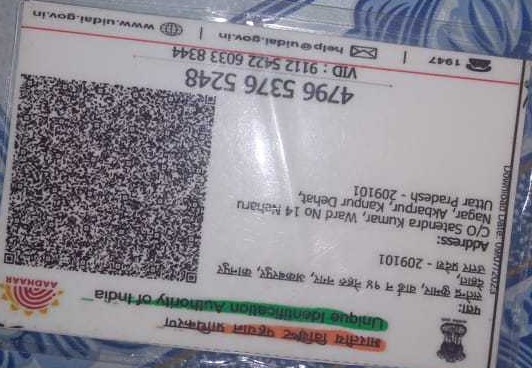 भारतीय विशिष्ट पहचान प्राधिकरण
Unique Identification Authority of India
AADHAAR
पता:
सतेन्द्र कुमार, वार्ड न १४ नेहरु नगर, अकबरपुर, कानपुर
देहात,
उत्तर प्रदेश - 209101
Address:
C/O Satendra Kumar, Ward No 14 Neharu
Nagar, Akbarpur, Kanpur Dehat,
Uttar Pradesh - 209101
4796 5376 5248
VID : 9112 5422 6033 8344
1947 | help@uidai.gov.in | www.uidai.gov.in